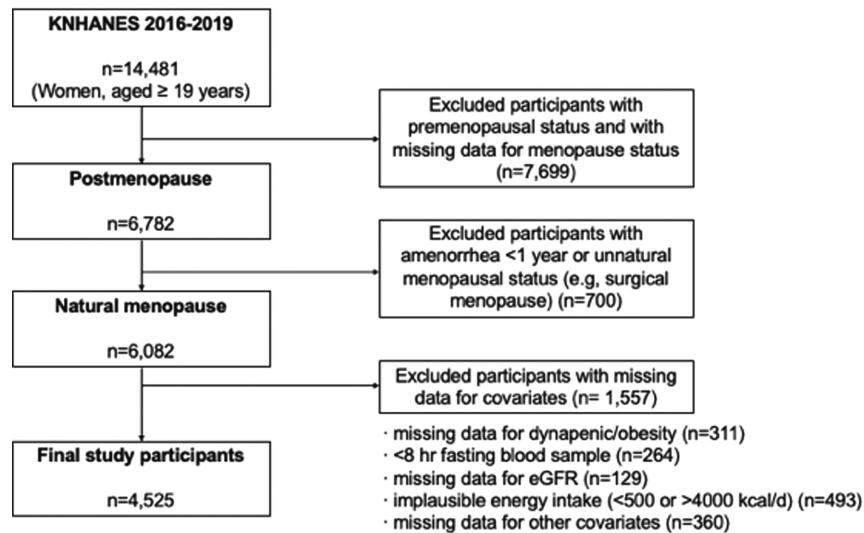 KNHANES 2016-2019
n=14,481
(Women, aged ≥ 19 years)
Excluded participants with
premenopausal status and with
missing data for menopause status
(n=7,699)
Postmenopause
n=6,782
Excluded participants with
amenorrhea <1 year or unnatural
menopausal status (e.g, surgical
menopause) (n=700)
Natural menopause
n=6,082
Excluded participants with missing
data for covariates (n= 1,557)
· missing data for dynapenic/obesity (n=311)
· <8 hr fasting blood sample (n=264)
· missing data for eGFR (n=129)
· implausible energy intake (<500 or >4000 kcal/d) (n=493)
· missing data for other covariates (n=360)
Final study participants
n=4,525